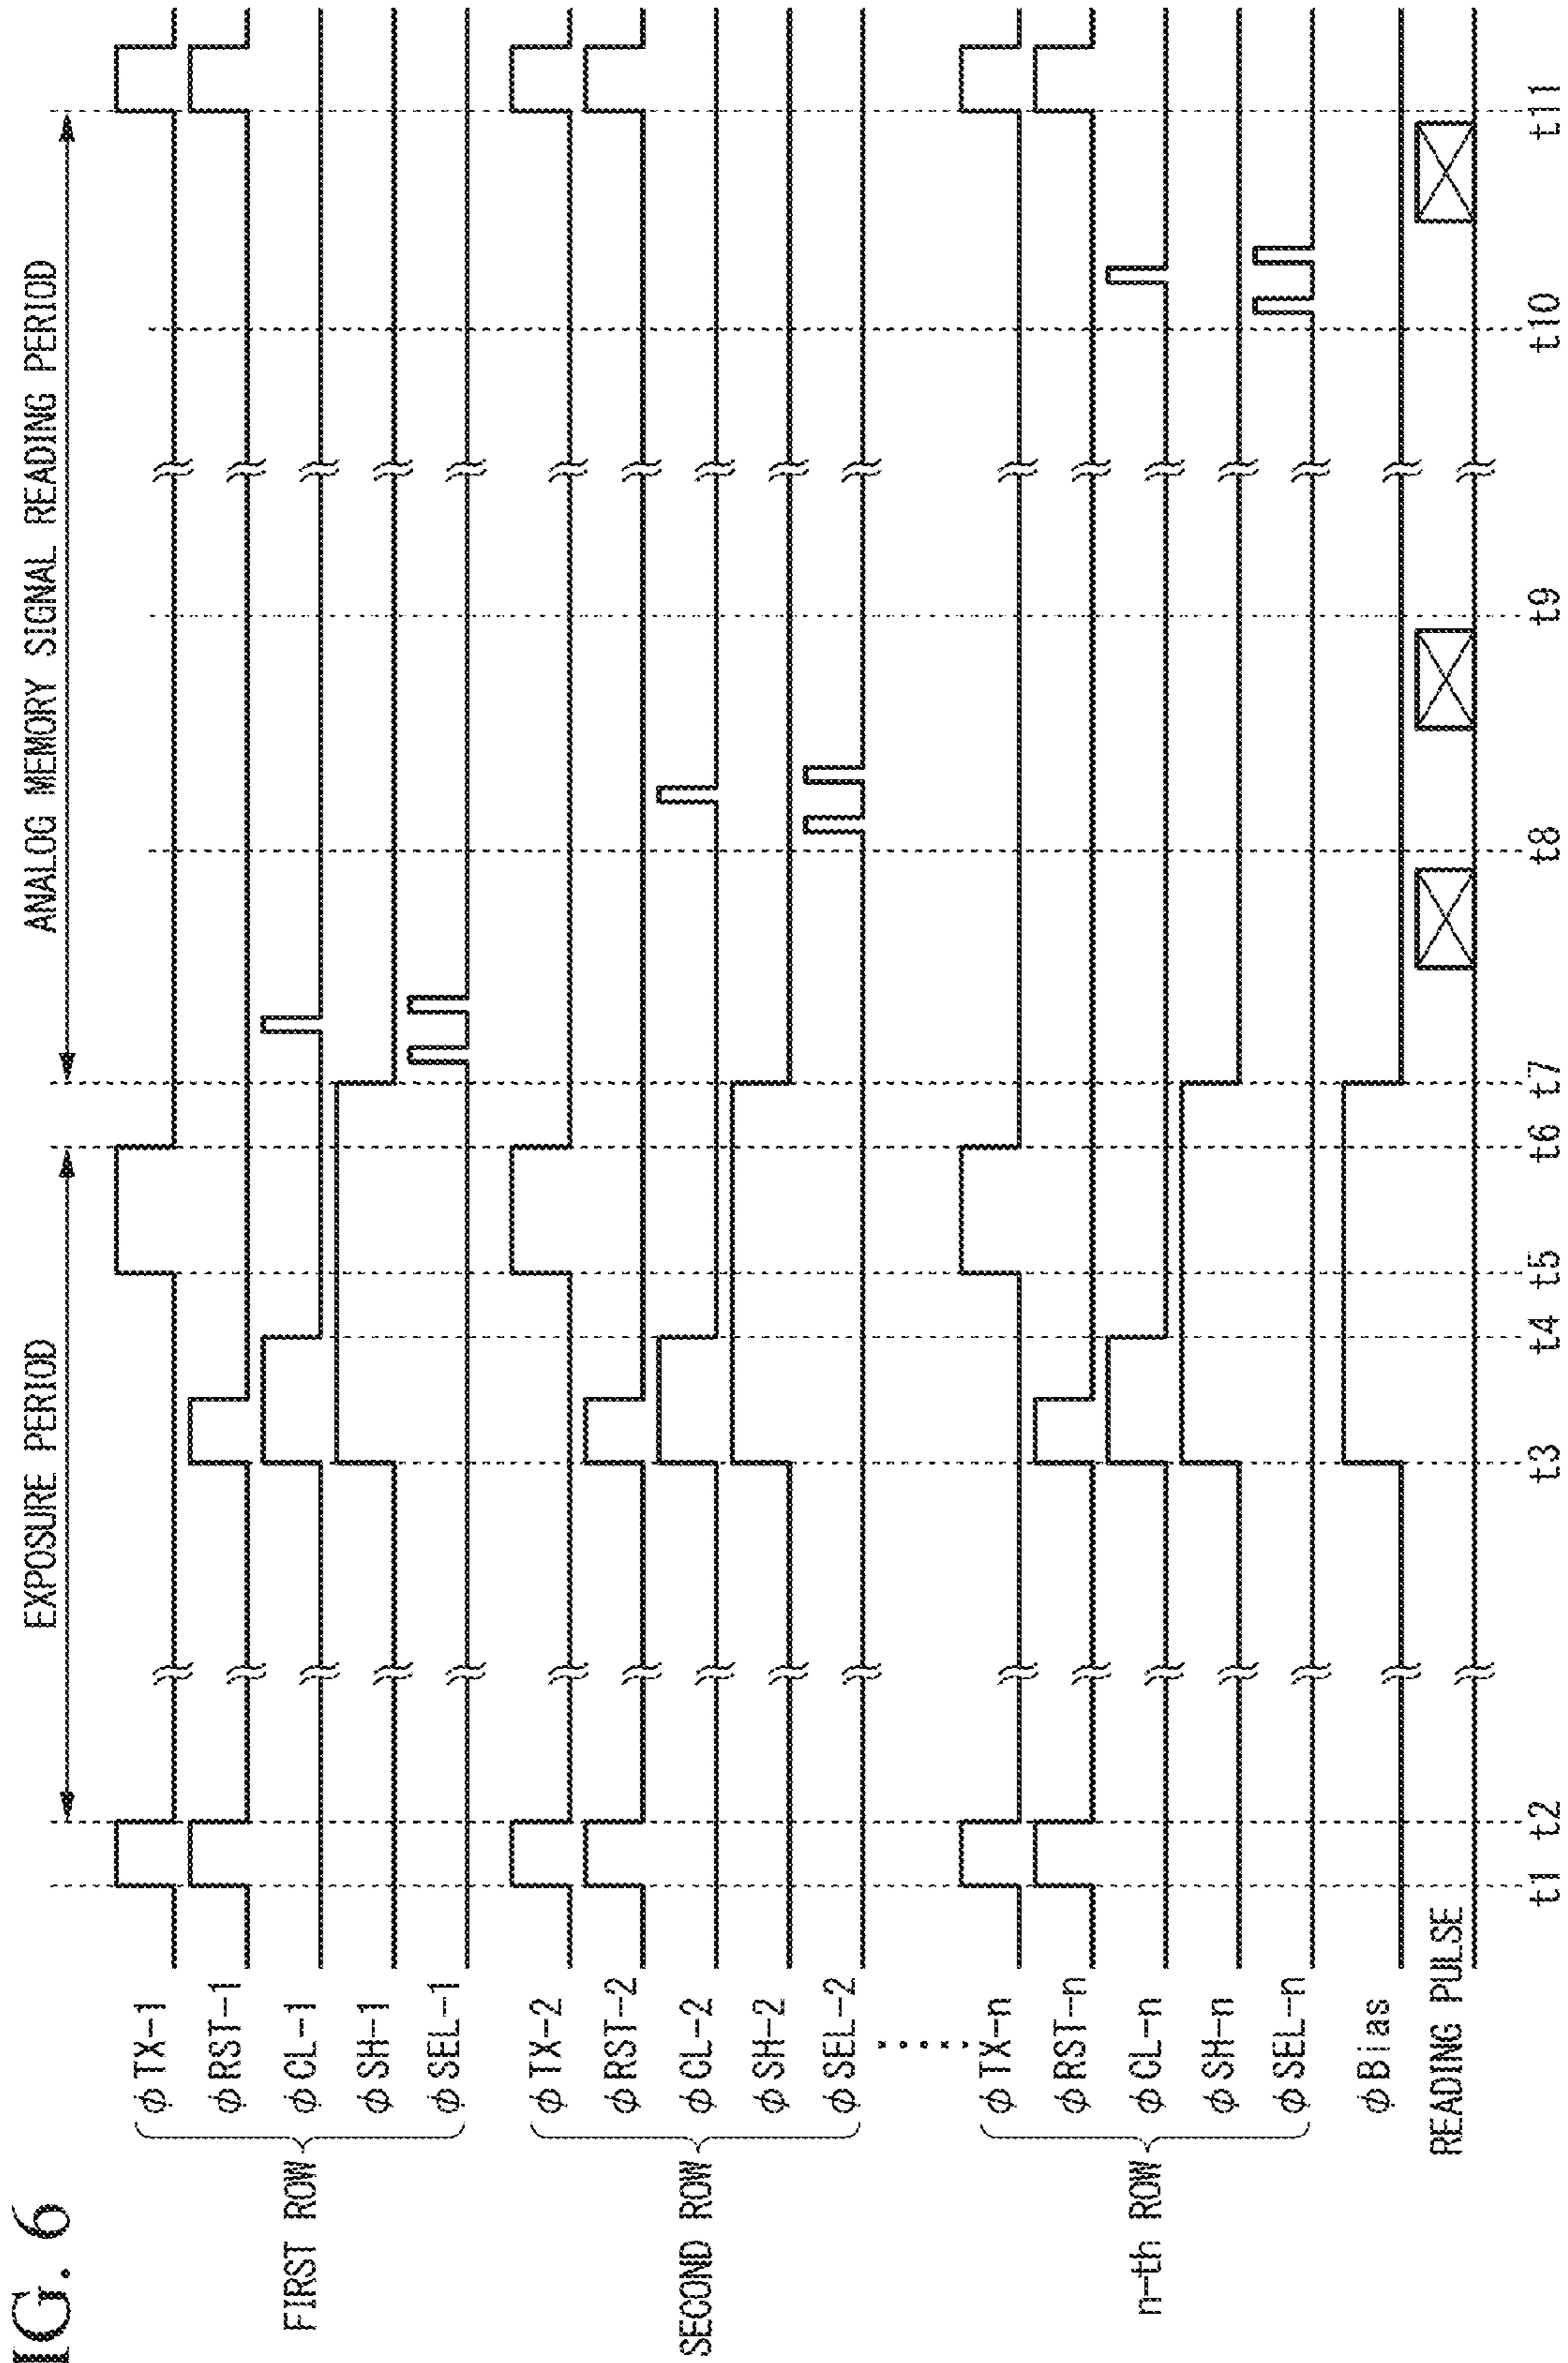 IG. 6
EXPOSURE PERIOD
ANALOG MEMORY SIGNAL READING PERIOD
FIRST ROW
φTX-1
φRST-1
φCL-1
φSH-1
φSEL-1
SECOND ROW
φTX-2
φRST-2
φCL-2
φSH-2
φSEL-2
n-th ROW
φTX-n
φRST-n
φCL-n
φSH-n
φSEL-n
φBias
READING PULSE
t1 t2 t3 t4 t5 t6 t7 t8 t9 t10 t11